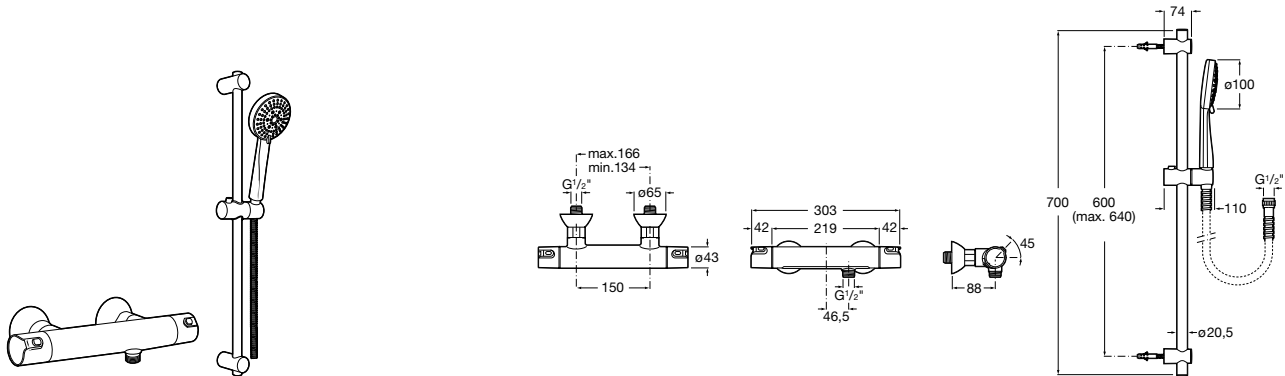 max.166
min.134
G1/2"
ø65
ø43
150
303
42
219
42
G1/2"
46,5
45
88
74
ø100
G1/2"
700
600
(max. 640)
110
ø20,5